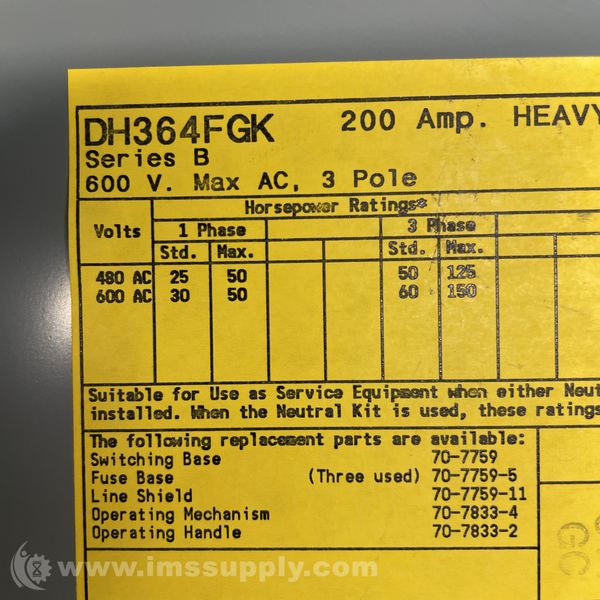 DH364FGK 200 Amp. HEAVY
Series B
600 V. Max AC, 3 Pole
Horsepower Ratings*
Volts 1 Phase 3 Phase
Std. Max. Std. Max.
480 AC 25 50 50 125
600 AC 30 50 60 150
Suitable for Use as Service Equipment when either Neut
installed. When the Neutral Kit is used, these ratings
The following replacement parts are available:
Switching Base 70-7759
Fuse Base (Three used) 70-7759-5
Line Shield 70-7759-11
Operating Mechanism 70-7833-4
Operating Handle 70-7833-2
GC
www.imssupply.com